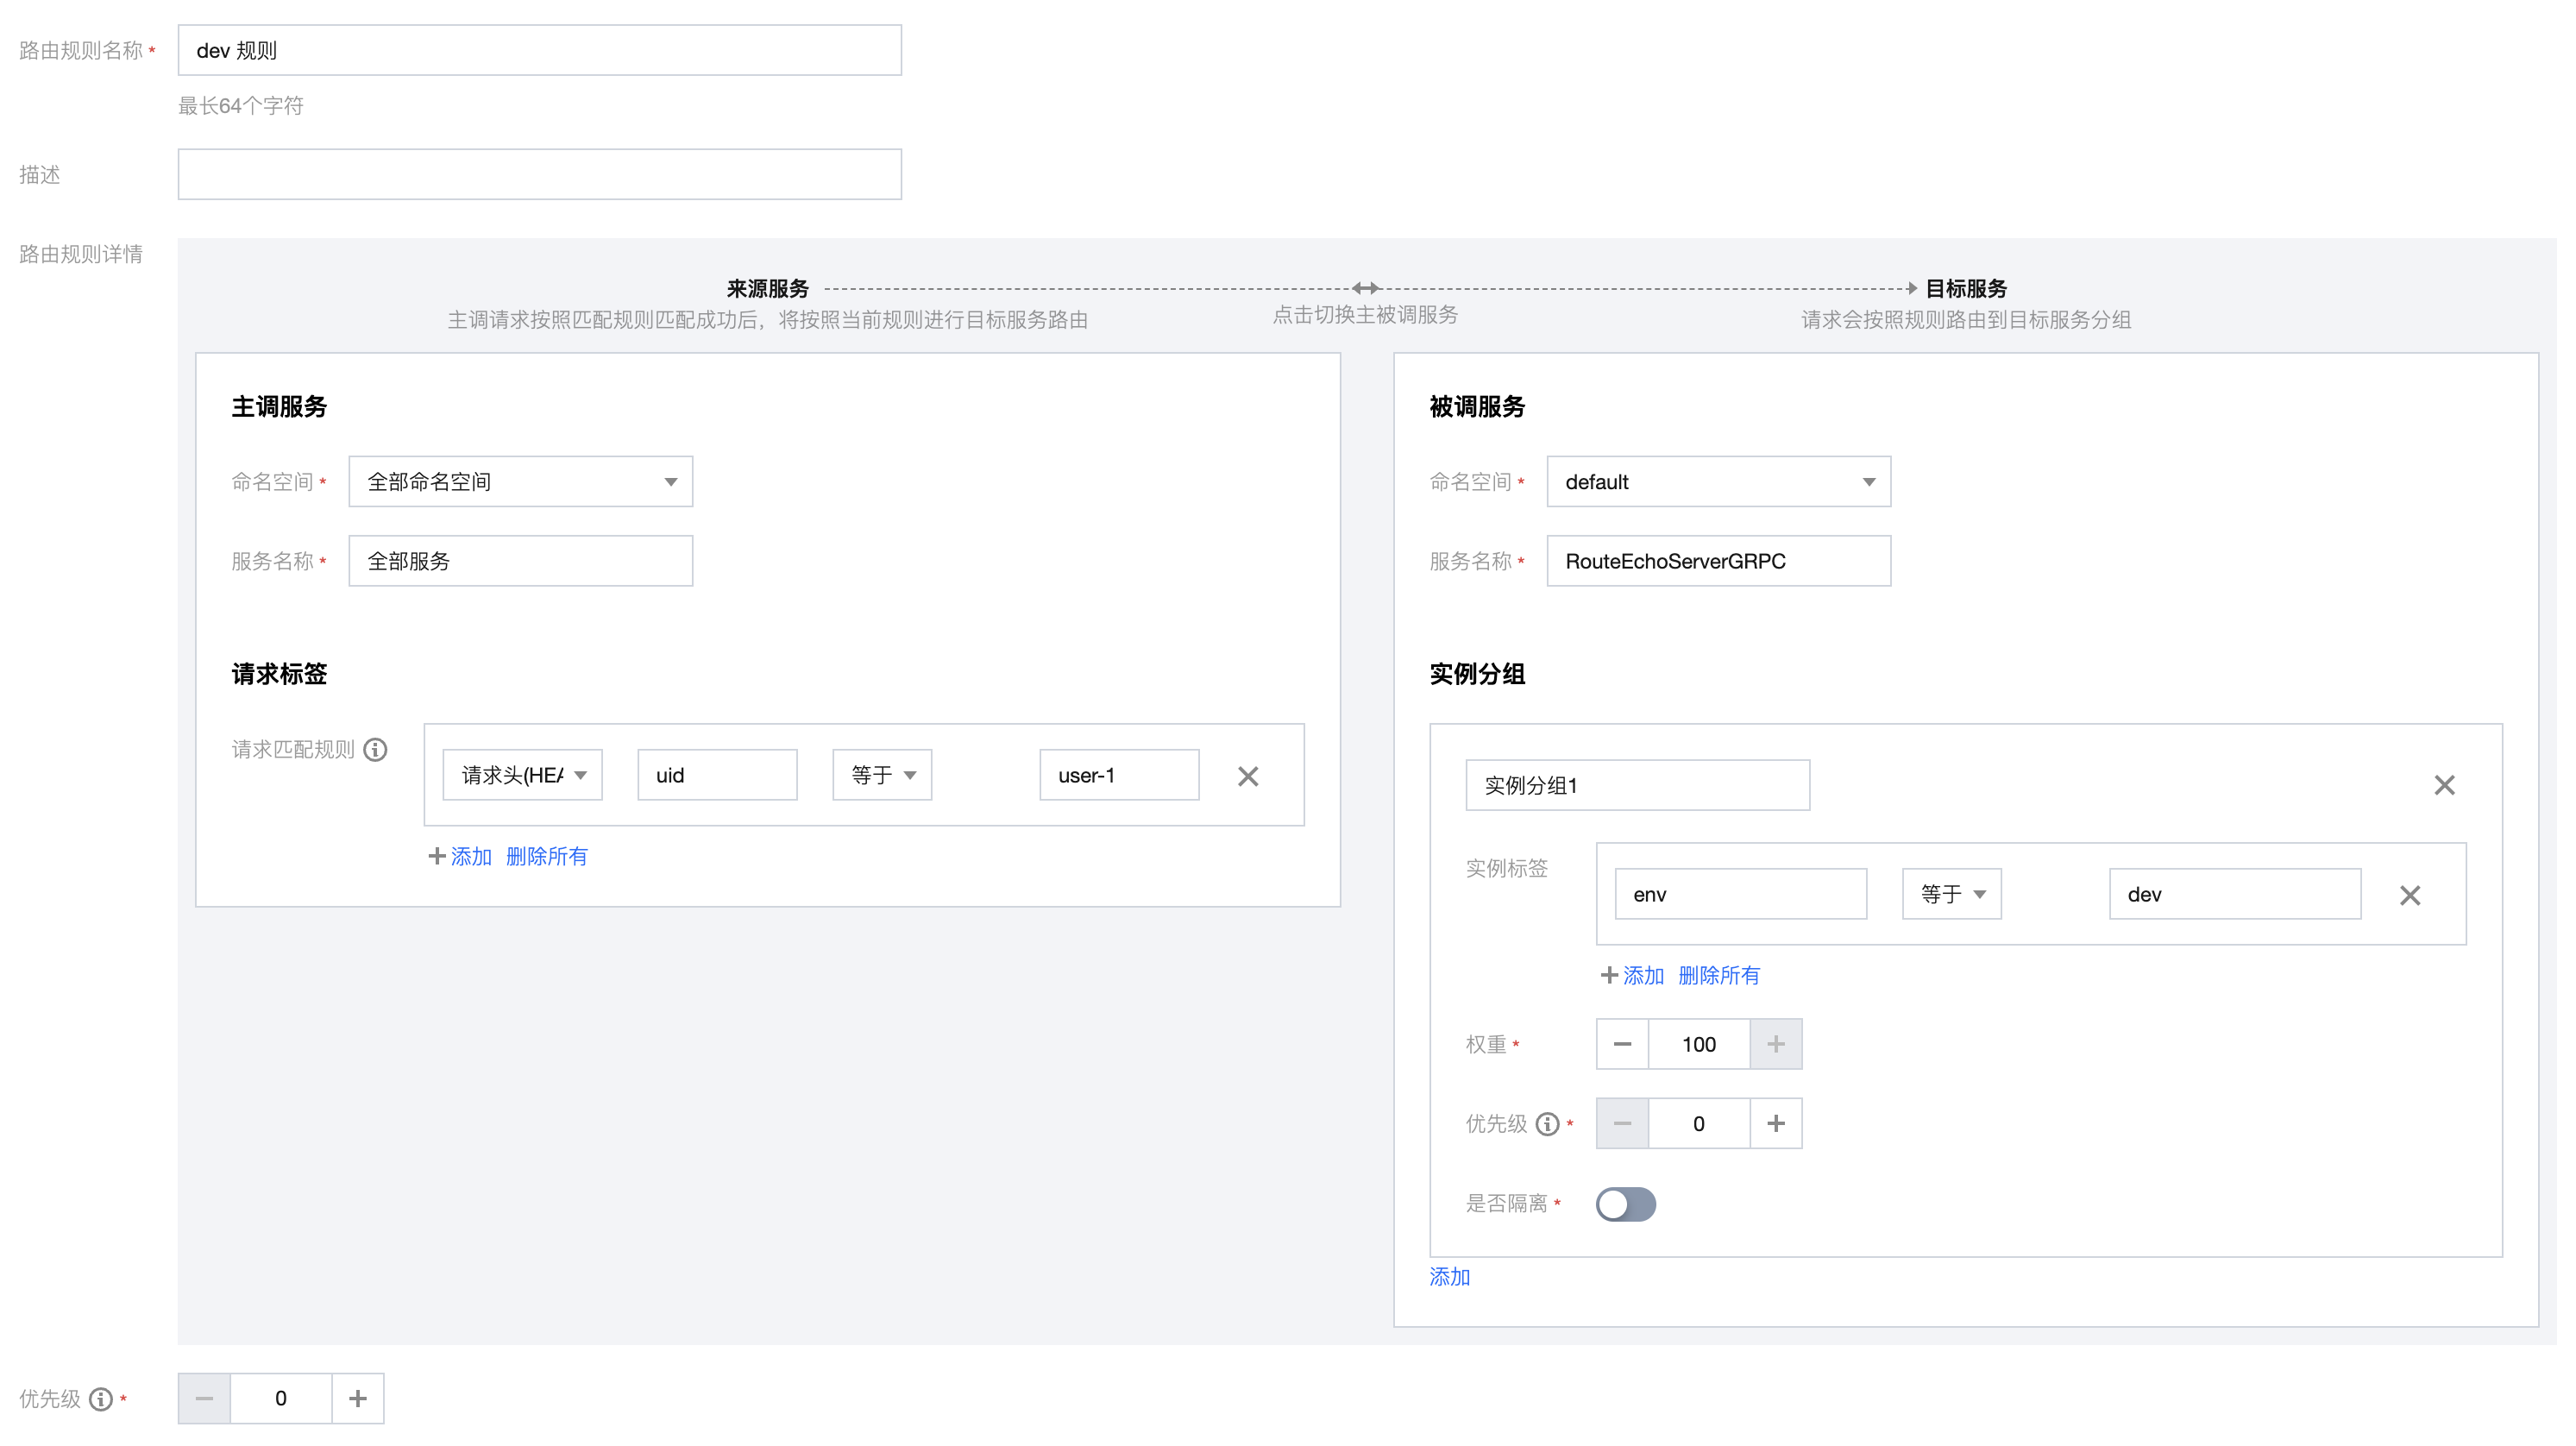 路由规则名称 *
dev 规则
最长64个字符
描述
路由规则详情
来源服务
主调请求按照匹配规则匹配成功后，将按照当前规则进行目标服务路由
点击切换主被调服务
目标服务
请求会按照规则路由到目标服务分组
主调服务
命名空间 * 全部命名空间
服务名称 * 全部服务
请求标签
请求匹配规则 请求头(HEA uid 等于 user-1
添加 删除所有
被调服务
命名空间 * default
服务名称 * RouteEchoServerGRPC
实例分组
实例分组1
实例标签 env 等于 dev
添加 删除所有
权重 * 100
优先级 * 0
是否隔离 *
添加
优先级 * 0